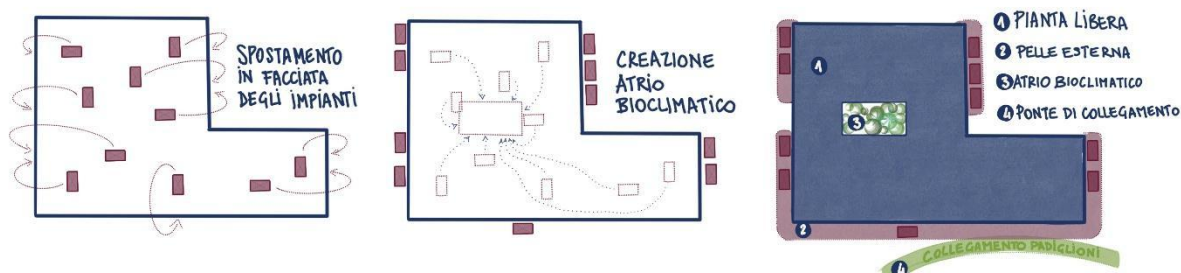 SPOSTAMENTO
IN FACCIATA
DEGLI IMPIANTI
CREAZIONE
ATRIO
BIOCLIMATICO
1 PIANTA LIBERA
2 PELLE ESTERNA
3 ATRIO BIOCLIMATICO
4 PONTE DI COLLEGAMENTO
1
3
2
COLLEGAMENTO PADIGLIONI
4